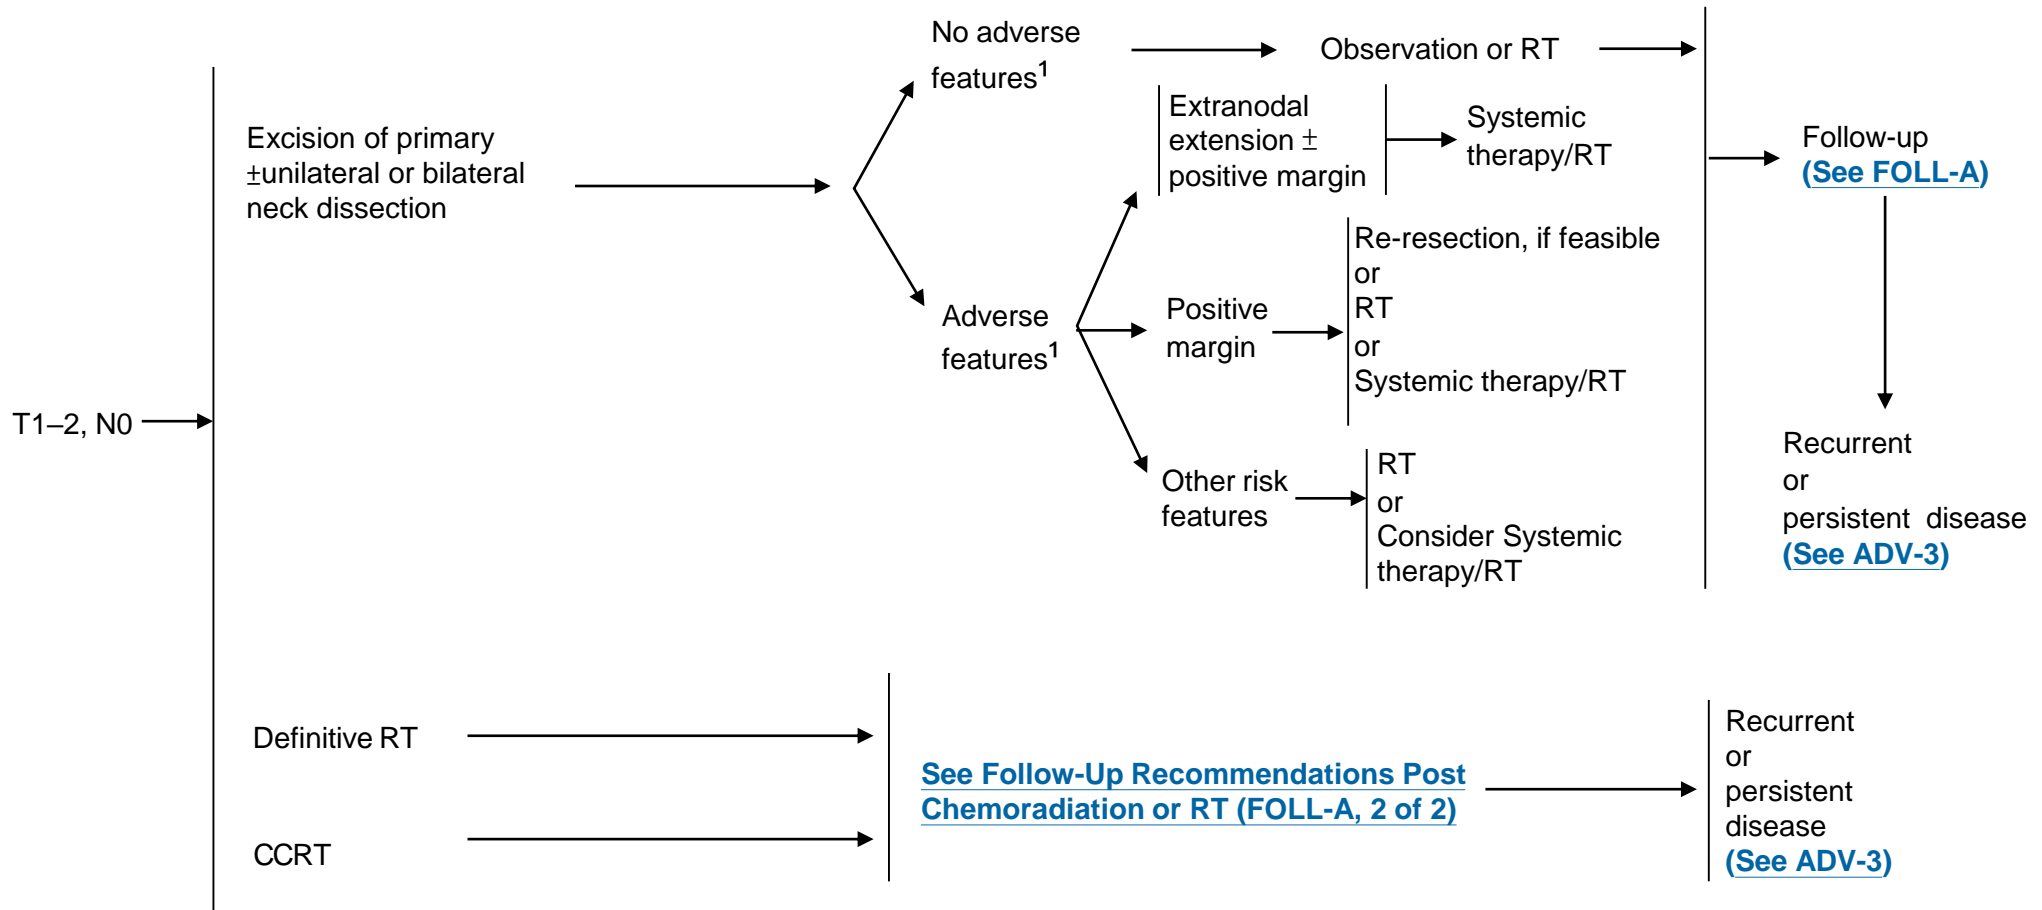 T1–2, N0
Excision of primary
±unilateral or bilateral
neck dissection
No adverse
features¹
Observation or RT
Adverse
features¹
Extranodal
extension ±
positive margin
Systemic
therapy/RT
Positive
margin
Re-resection, if feasible
or
RT
or
Systemic therapy/RT
Other risk
features
RT
or
Consider Systemic
therapy/RT
Follow-up
(See FOLL-A)
Recurrent
or
persistent disease
(See ADV-3)
Definitive RT
CCRT
See Follow-Up Recommendations Post
Chemoradiation or RT (FOLL-A, 2 of 2)
Recurrent
or
persistent
disease
(See ADV-3)